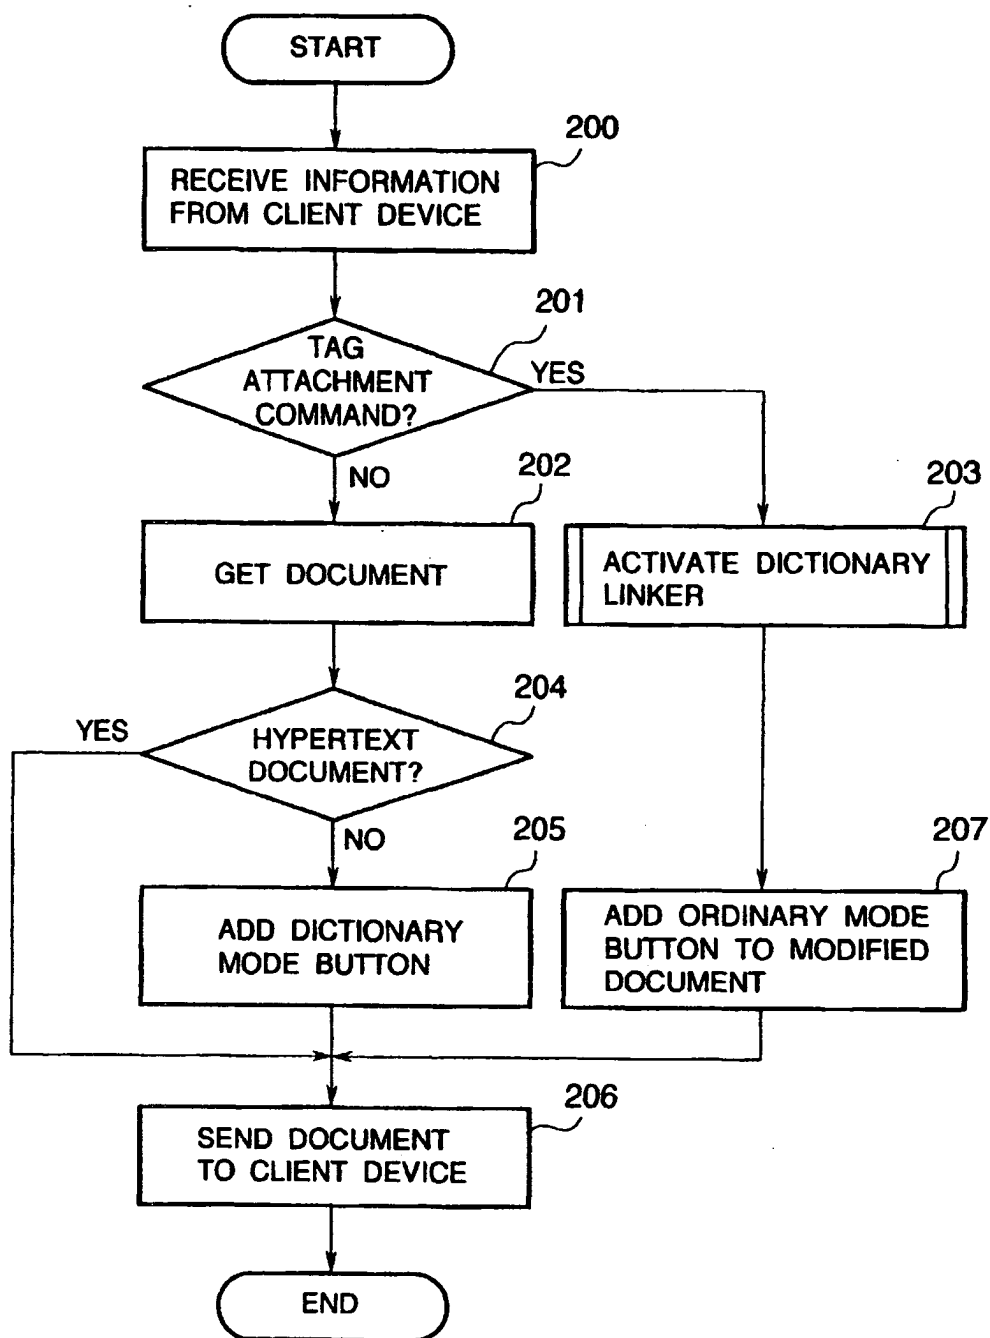 START
200
RECEIVE INFORMATION
FROM CLIENT DEVICE
201
TAG
ATTACHMENT
COMMAND?
YES
NO
202
GET DOCUMENT
203
ACTIVATE DICTIONARY
LINKER
204
YES
HYPERTEXT
DOCUMENT?
NO
205
ADD DICTIONARY
MODE BUTTON
207
ADD ORDINARY MODE
BUTTON TO MODIFIED
DOCUMENT
206
SEND DOCUMENT
TO CLIENT DEVICE
END